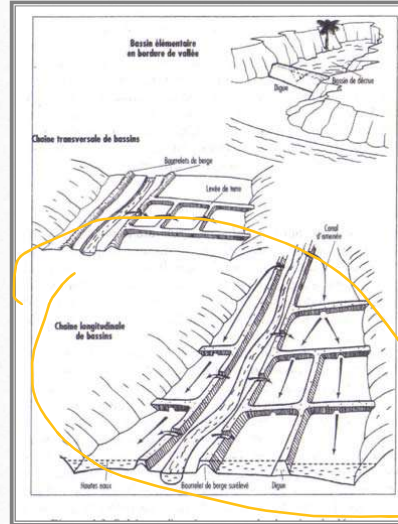 Bassin élémentaire
en bordure de vallée
Bassin de décrue
Digue
Chaîne transversale de bassins
Bourrelets de berge
Levée de terre
Canal
d'amenée
Chaîne longitudinale
de bassins
Hautes eaux
Bourrelet de berge surélevé
Digue